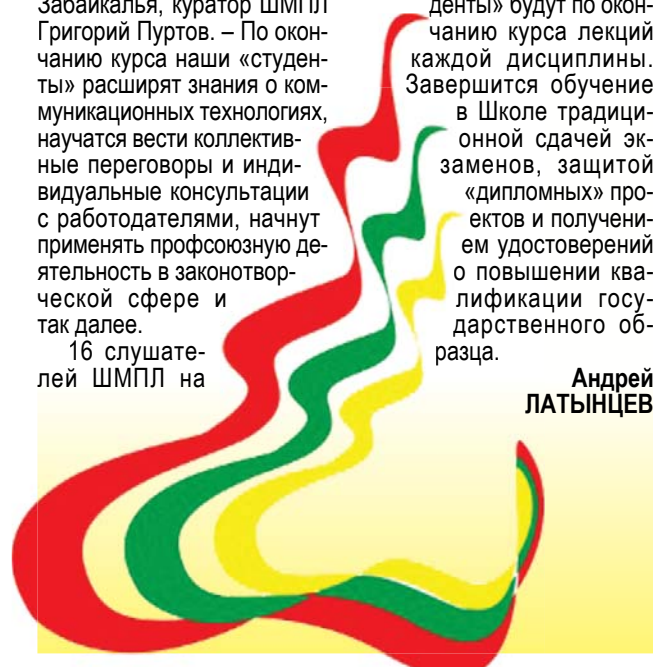 Забайкалья, куратор ШМПЛ
Григорий Пуртов. – По окон-
чанию курса наши «студен-
ты» расширят знания о ком-
муникационных технологиях,
научатся вести коллектив-
ные переговоры и инди-
видуальные консультации
с работодателями, начнут
применять профсоюзную де-
ятельность в законотвор-
ческой сфере и
так далее.
16 слушате-
лей ШМПЛ на
денты» будут по окон-
чанию курса лекций
каждой дисциплины.
Завершится обучение
в Школе традици-
онной сдачей эк-
заменов, защитой
«дипломных» про-
ектов и получени-
ем удостоверений
о повышении ква-
лификации госу-
дарственного об-
разца.
Андрей
ЛАТЫНЦЕВ